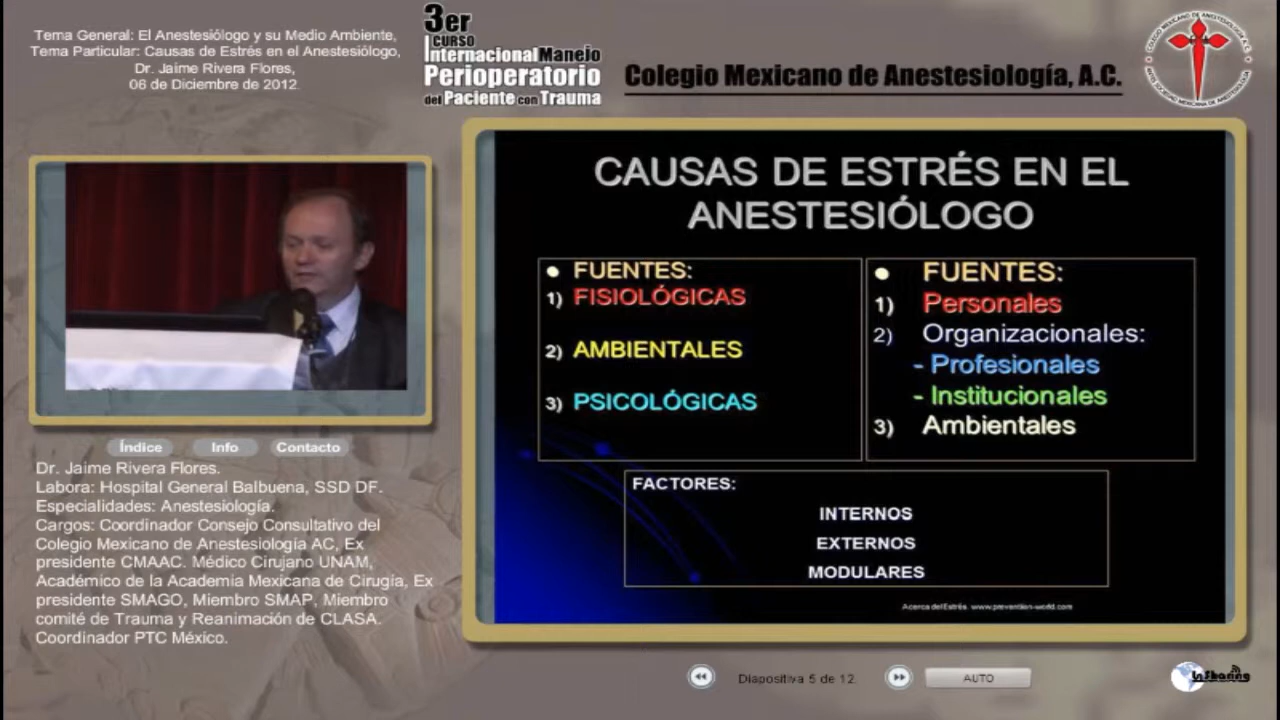 Tema General: El Anestesiólogo y su Medio Ambiente,
Tema Particular: Causas de Estrés en el Anestesiólogo,
Dr. Jaime Rivera Flores,
06 de Diciembre de 2012.
3er
CURSO
Internacional Manejo
Perioperatorio
del Paciente con Trauma
Colegio Mexicano de Anestesiología, A.C.
CAUSAS DE ESTRÉS EN EL
ANESTESIÓLOGO
● FUENTES:
1) FISIOLÓGICAS
2) AMBIENTALES
3) PSICOLÓGICAS
● FUENTES:
1) Personales
2) Organizacionales:
- Profesionales
- Institucionales
3) Ambientales
FACTORES:
INTERNOS
EXTERNOS
MODULARES
Acerca del Estrés. www.prevention-world.com
Índice Info Contacto
Dr. Jaime Rivera Flores.
Labora: Hospital General Balbuena, SSD DF.
Especialidades: Anestesiología.
Cargos: Coordinador Consejo Consultativo del
Colegio Mexicano de Anestesiología AC, Ex
presidente CMAAC. Médico Cirujano UNAM,
Académico de la Academia Mexicana de Cirugía, Ex
presidente SMAGO, Miembro SMAP, Miembro
comité de Trauma y Reanimación de CLASA.
Coordinador PTC México.
Diapositiva 5 de 12.
AUTO
InSharing